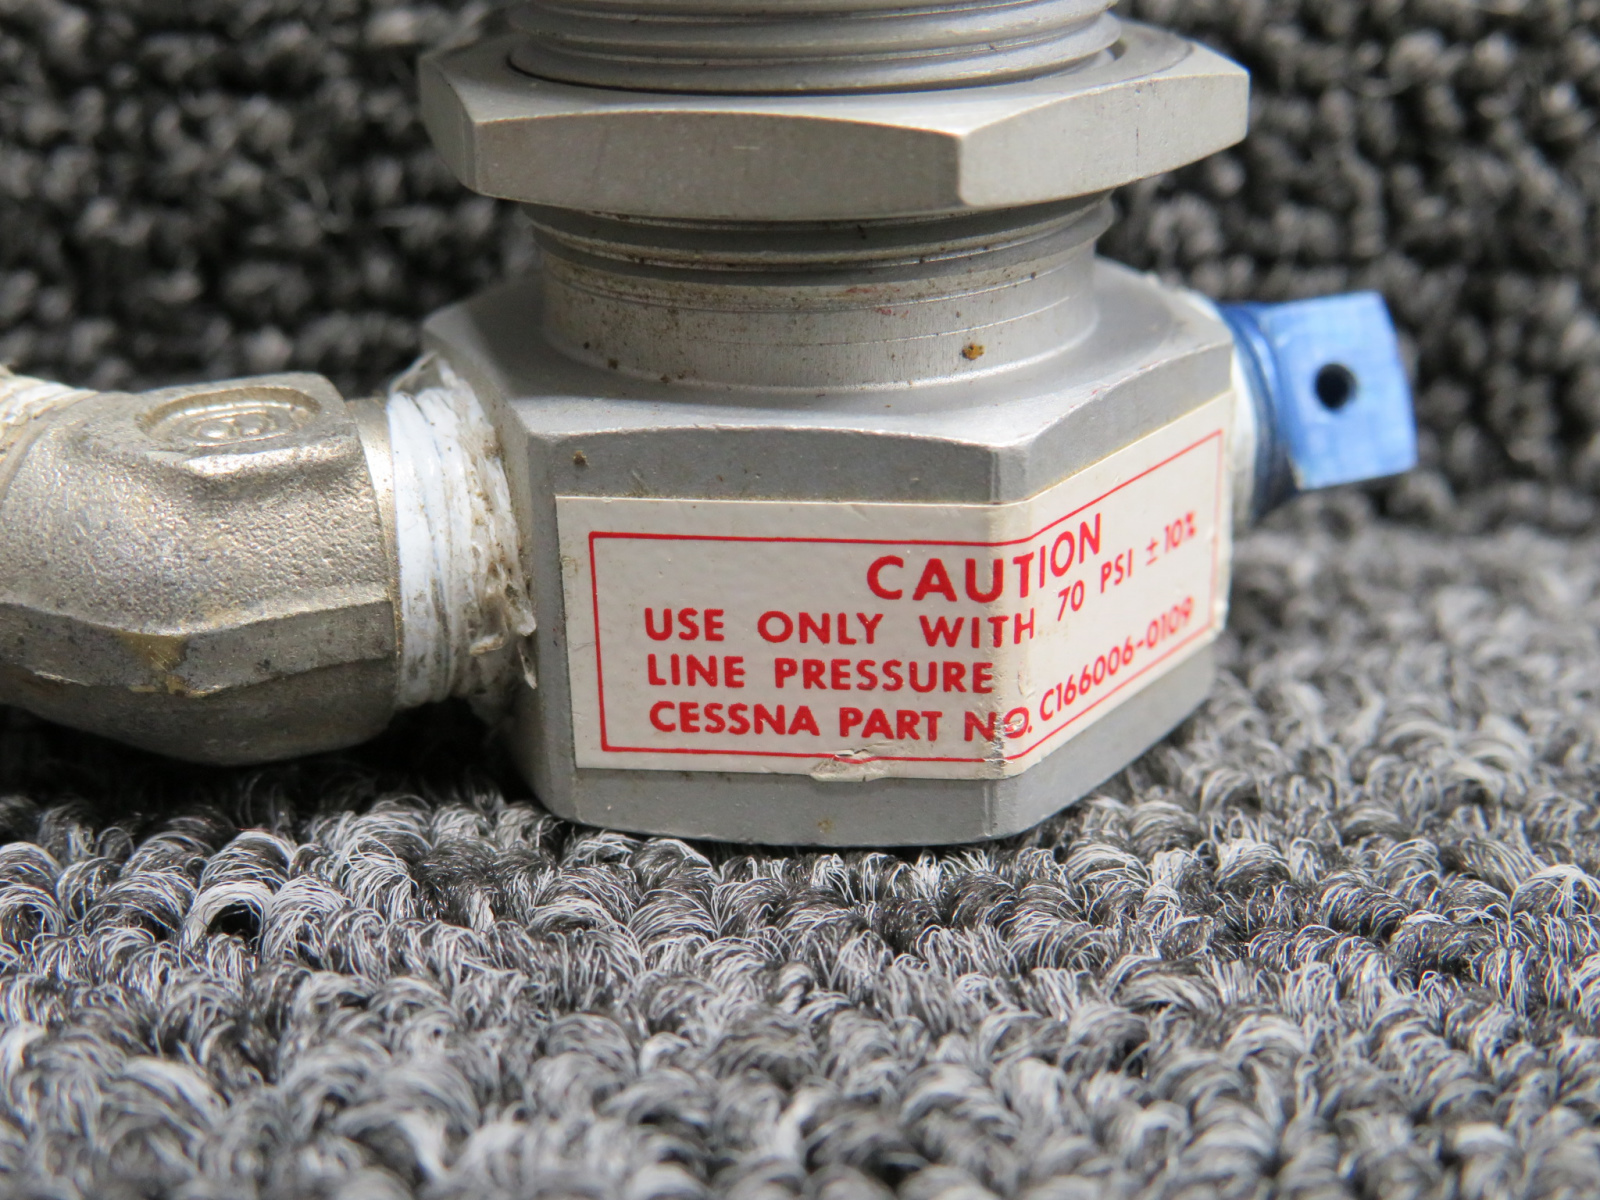 CAUTION
USE ONLY WITH 70 PSI ±10%
LINE PRESSURE
CESSNA PART NO. C166006-0109